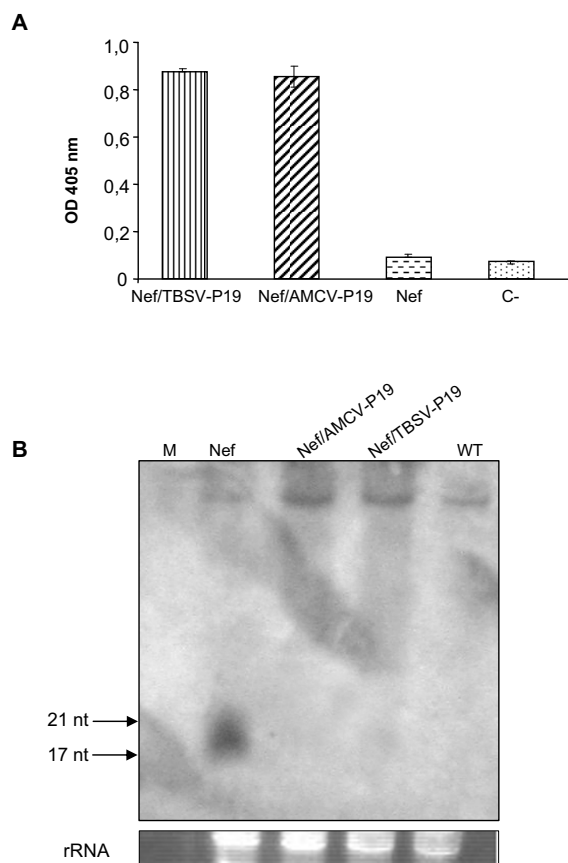 A
1,0
0,8
0,6
0,4
0,2
0
OD 405 nm
Nef/TBSV-P19 Nef/AMCV-P19 Nef C-
B
M Nef Nef/AMCV-P19 Nef/TBSV-P19 WT
21 nt
17 nt
rRNA